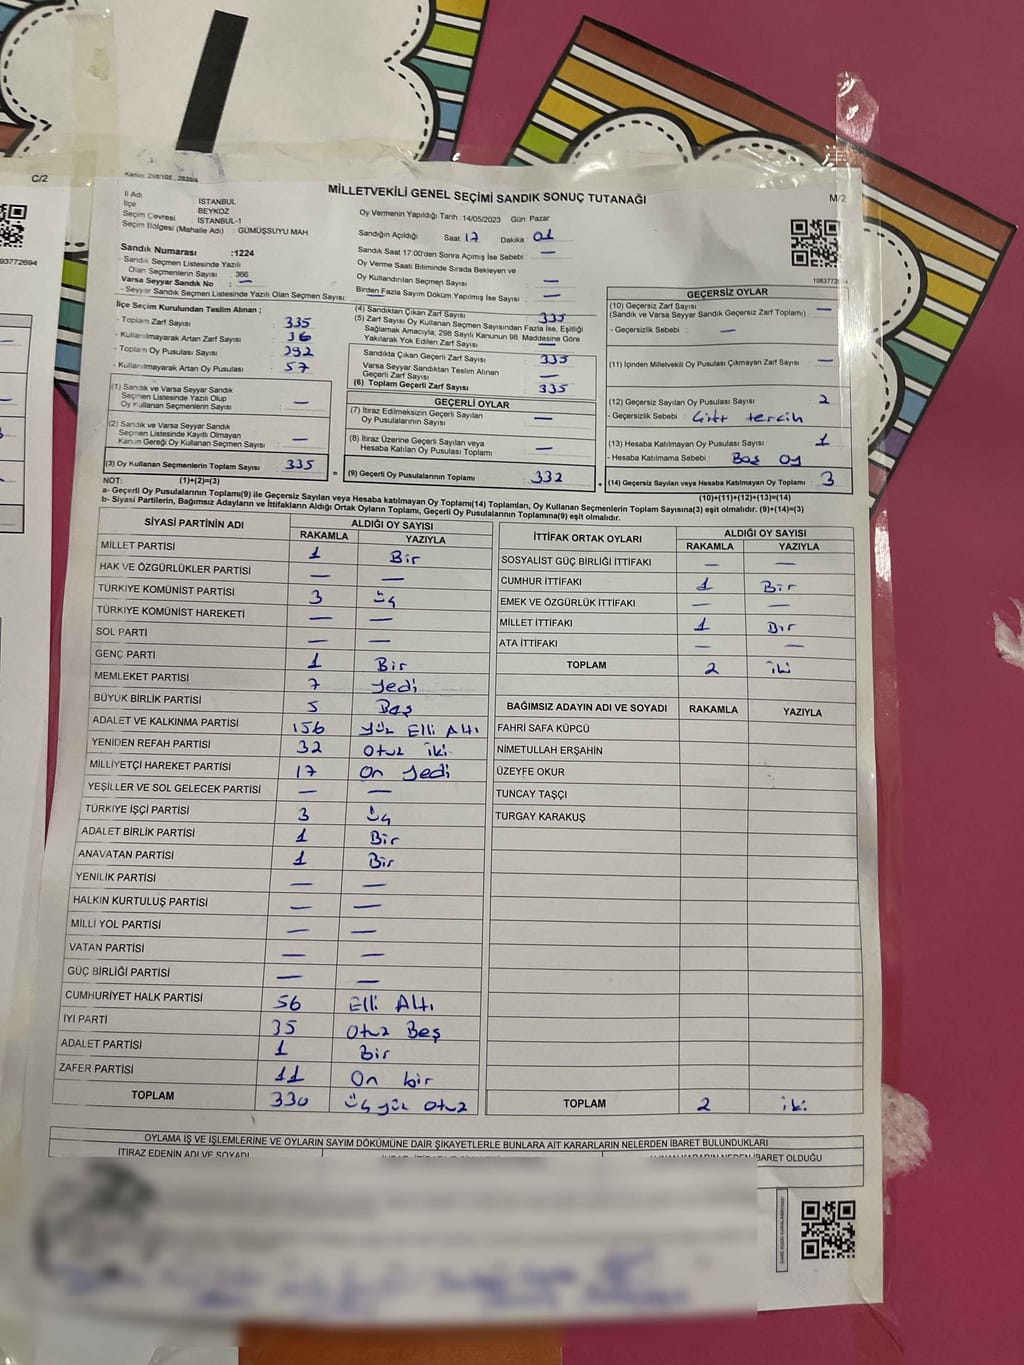 C/2
93772694
Kanun, 298/105, 2839/4
MİLLETVEKİLİ GENEL SEÇİMİ SANDIK SONUÇ TUTANAĞI
M/2
İl Adı İSTANBUL
İlçe BEYKOZ
Seçim Çevresi İSTANBUL-1
Seçim Bölgesi (Mahalle Adı) : GÜMÜŞSUYU MAH
Sandık Numarası :1224
- Sandık Seçmen Listesinde Yazılı
Olan Seçmenlerin Sayısı : 366
Varsa Seyyar Sandık No : —
- Seyyar Sandık Seçmen Listesinde Yazılı Olan Seçmen Sayısı: —
İlçe Seçim Kurulundan Teslim Alınan ;
- Toplam Zarf Sayısı 335
- Kullanılmayarak Artan Zarf Sayısı 36
- Toplam Oy Pusulası Sayısı 392
- Kullanılmayarak Artan Oy Pusulası 57
(1) Sandık ve Varsa Seyyar Sandık
Seçmen Listesinde Yazılı Olup
Oy Kullanan Seçmenlerin Sayısı —
(2) Sandık ve Varsa Seyyar Sandık
Seçmen Listesinde Kayıtlı Olmayan
Kanun Gereği Oy Kullanan Seçmen Sayısı —
(3) Oy Kullanan Seçmenlerin Toplam Sayısı : 335
Oy Vermenin Yapıldığı Tarih 14/05/2023 Gün: Pazar
Sandığın Açıldığı Saat 17 Dakika : 01
Sandık Saat 17:00'den Sonra Açılmış İse Sebebi : —
Oy Verme Saati Bitiminde Sırada Bekleyen ve
Oy Kullandırılan Seçmen Sayısı —
Birden Fazla Sayım Döküm Yapılmış İse Sayısı : —
(4) Sandıktan Çıkan Zarf Sayısı : 335
(5) Zarf Sayısı Oy Kullanan Seçmen Sayısından Fazla İse, Eşitliği
Sağlamak Amacıyla, 298 Sayılı Kanunun 98. Maddesine Göre
Yakılarak Yok Edilen Zarf Sayısı —
Sandıkta Çıkan Geçerli Zarf Sayısı : 335
Varsa Seyyar Sandıktan Teslim Alınan
Geçerli Zarf Sayısı —
(6) Toplam Geçerli Zarf Sayısı : 335
GEÇERLİ OYLAR
(7) İtiraz Edilmeksizin Geçerli Sayılan
Oy Pusulalarının Sayısı: —
(8) İtiraz Üzerine Geçerli Sayılan veya
Hesaba Katılan Oy Pusulası Toplamı : —
= (9) Geçerli Oy Pusulalarının Toplamı : 332
1083772694
GEÇERSİZ OYLAR
(10) Geçersiz Zarf Sayısı
(Sandık ve Varsa Seyyar Sandık Geçersiz Zarf Toplamı) : —
- Geçersizlik Sebebi : —
(11) İçinden Milletvekili Oy Pusulası Çıkmayan Zarf Sayısı : —
(12) Geçersiz Sayılan Oy Pusulası Sayısı : 2
- Geçersizlik Sebebi : Çift tercih
(13) Hesaba Katılmayan Oy Pusulası Sayısı : 1
- Hesaba Katılmama Sebebi : Boş oy
(14) Geçersiz Sayılan veya Hesaba Katılmayan Oy Toplamı : 3
NOT: (1)+(2)=(3)
(10)+(11)+(12)+(13)=(14)
a- Geçerli Oy Pusulalarının Toplamı(9) ile Geçersiz Sayılan veya Hesaba katılmayan Oy Toplamı(14) Toplamları, Oy Kullanan Seçmenlerin Toplam Sayısına(3) eşit olmalıdır. (9)+(14)=(3)
b- Siyasi Partilerin, Bağımsız Adayların ve İttifakların Aldığı Ortak Oyların Toplamı, Geçerli Oy Pusulalarının Toplamına(9) eşit olmalıdır.
SİYASİ PARTİNİN ADI ALDIĞI OY SAYISI
RAKAMLA YAZIYLA
MİLLET PARTİSİ 1 Bir
HAK VE ÖZGÜRLÜKLER PARTİSİ — —
TÜRKİYE KOMÜNİST PARTİSİ 3 üç
TÜRKİYE KOMÜNİST HAREKETİ — —
SOL PARTİ — —
GENÇ PARTİ 1 Bir
MEMLEKET PARTİSİ 7 Yedi
BÜYÜK BİRLİK PARTİSİ 5 Beş
ADALET VE KALKINMA PARTİSİ 156 Yüz Elli Altı
YENİDEN REFAH PARTİSİ 32 Otuz iki
MİLLİYETÇİ HAREKET PARTİSİ 17 On Yedi
YEŞİLLER VE SOL GELECEK PARTİSİ — —
TÜRKİYE İŞÇİ PARTİSİ 3 üç
ADALET BİRLİK PARTİSİ 1 Bir
ANAVATAN PARTİSİ 1 Bir
YENİLİK PARTİSİ — —
HALKIN KURTULUŞ PARTİSİ — —
MİLLİ YOL PARTİSİ — —
VATAN PARTİSİ — —
GÜÇ BİRLİĞİ PARTİSİ — —
CUMHURİYET HALK PARTİSİ 56 Elli Altı
İYİ PARTİ 35 Otuz Beş
ADALET PARTİSİ 1 Bir
ZAFER PARTİSİ 11 On bir
TOPLAM 330 üç yüz otuz
İTTİFAK ORTAK OYLARI ALDIĞI OY SAYISI
RAKAMLA YAZIYLA
SOSYALİST GÜÇ BİRLİĞİ İTTİFAKI — —
CUMHUR İTTİFAKI 1 Bir
EMEK VE ÖZGÜRLÜK İTTİFAKI — —
MİLLET İTTİFAKI 1 Bir
ATA İTTİFAKI — —
TOPLAM 2 iki
BAĞIMSIZ ADAYIN ADI VE SOYADI RAKAMLA YAZIYLA
FAHRİ SAFA KÜPCÜ
NİMETULLAH ERŞAHİN
ÜZEYFE OKUR
TUNCAY TAŞÇI
TURGAY KARAKUŞ
TOPLAM 2 iki
OYLAMA İŞ VE İŞLEMLERİNE VE OYLARIN SAYIM DÖKÜMÜNE DAİR ŞİKAYETLERLE BUNLARA AİT KARARLARIN NELERDEN İBARET BULUNDUKLARI
İTİRAZ EDENİN ADI VE SOYADI
ALINAN KARARIN NEDEN İBARET OLDUĞU